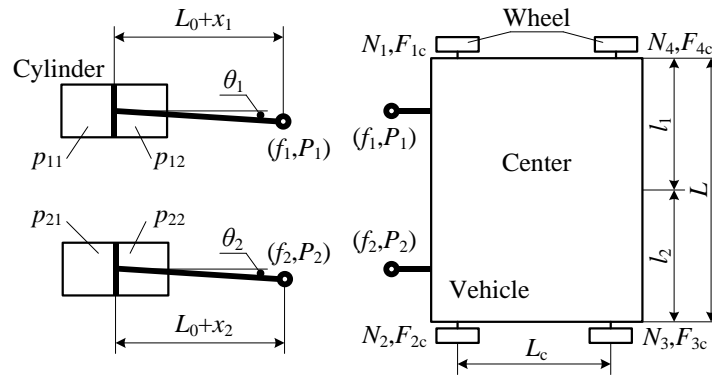 L₀+x₁
Cylinder
θ₁
p₁₁
p₁₂
(f₁,P₁)
p₂₁
p₂₂
θ₂
(f₂,P₂)
L₀+x₂
Wheel
N₁,F₁c
N₄,F₄c
(f₁,P₁)
Center
l₁
L
(f₂,P₂)
l₂
Vehicle
N₂,F₂c
L_c
N₃,F₃c